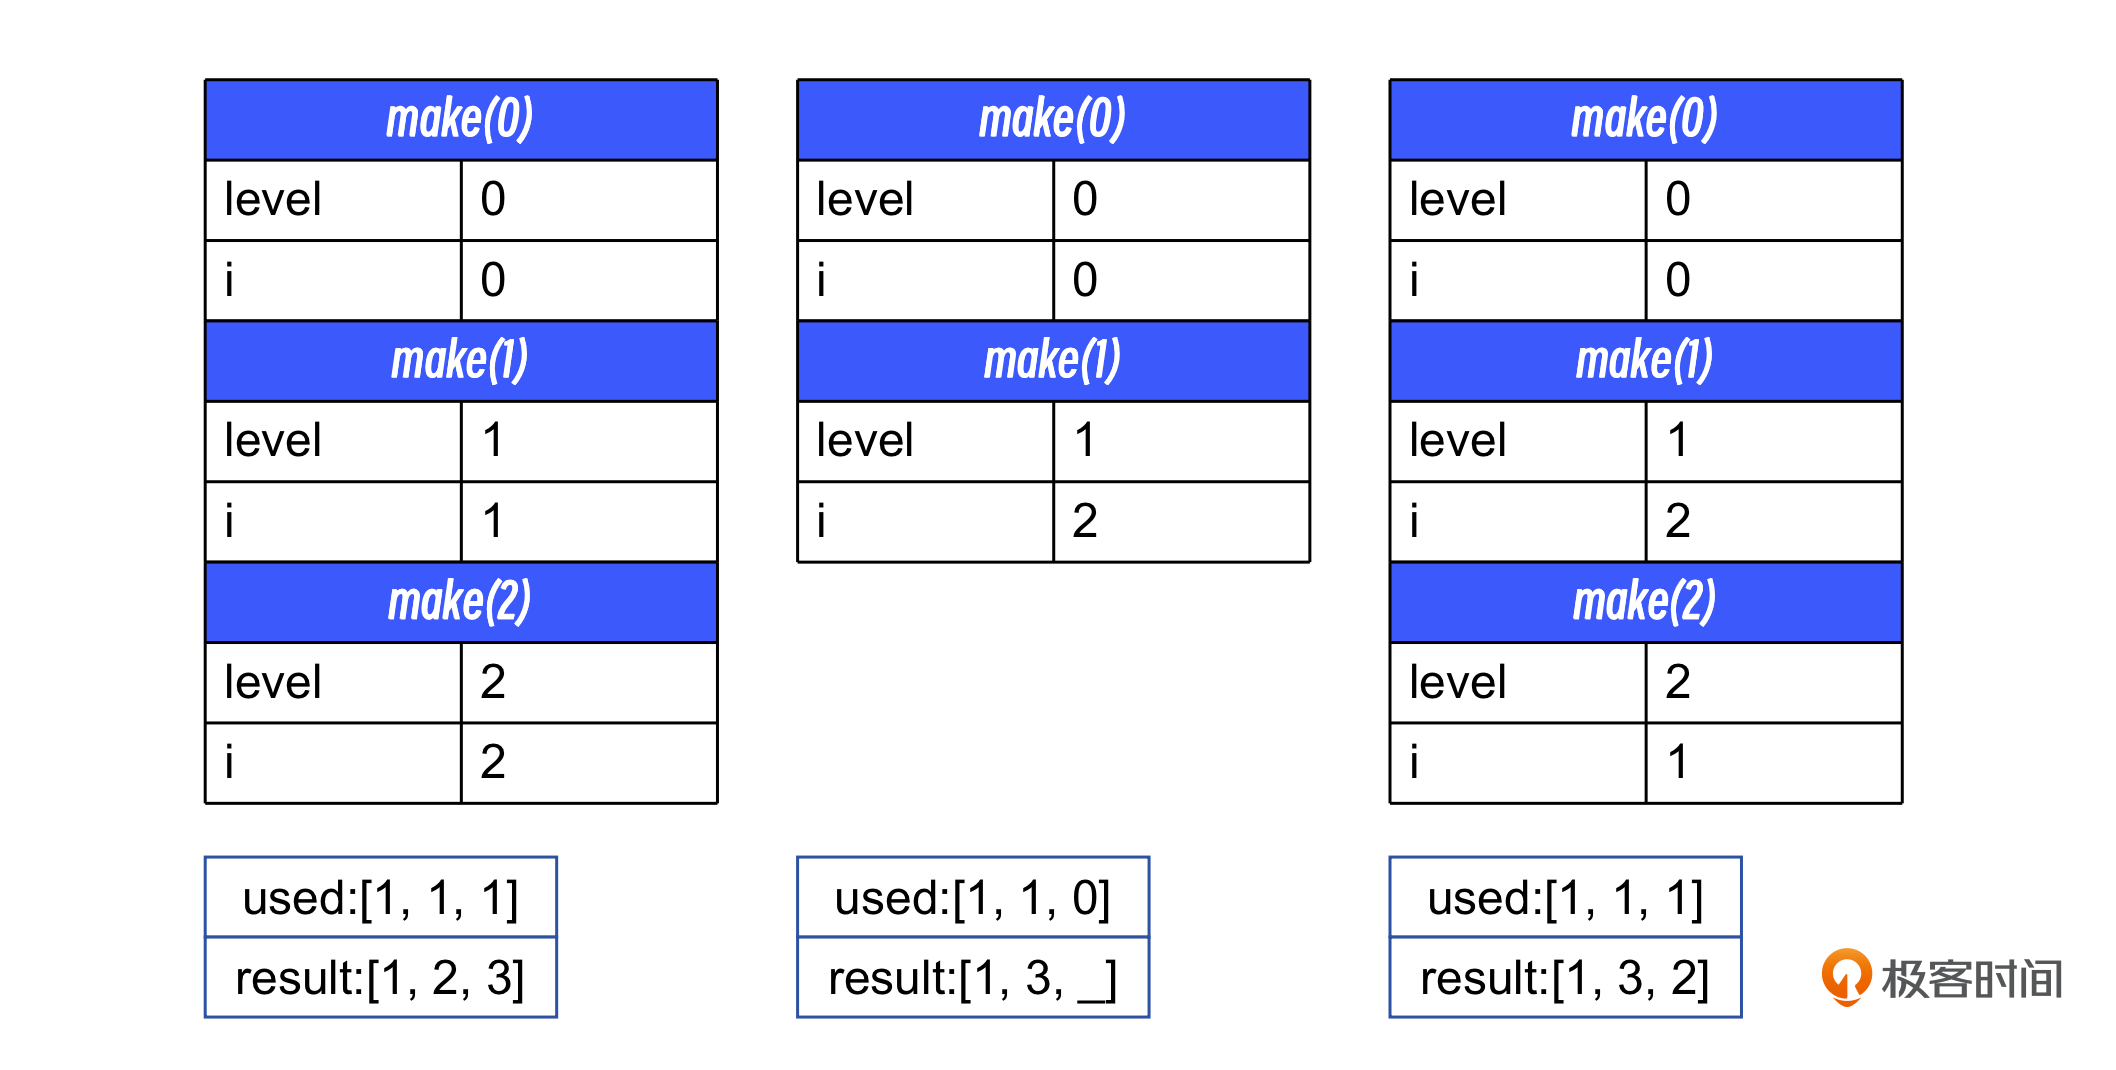 make(0)
level 0
i 0
make(1)
level 1
i 1
make(2)
level 2
i 2
used:[1, 1, 1]
result:[1, 2, 3]
make(0)
level 0
i 0
make(1)
level 1
i 2
used:[1, 1, 0]
result:[1, 3, _]
make(0)
level 0
i 0
make(1)
level 1
i 2
make(2)
level 2
i 1
used:[1, 1, 1]
result:[1, 3, 2]
极客时间